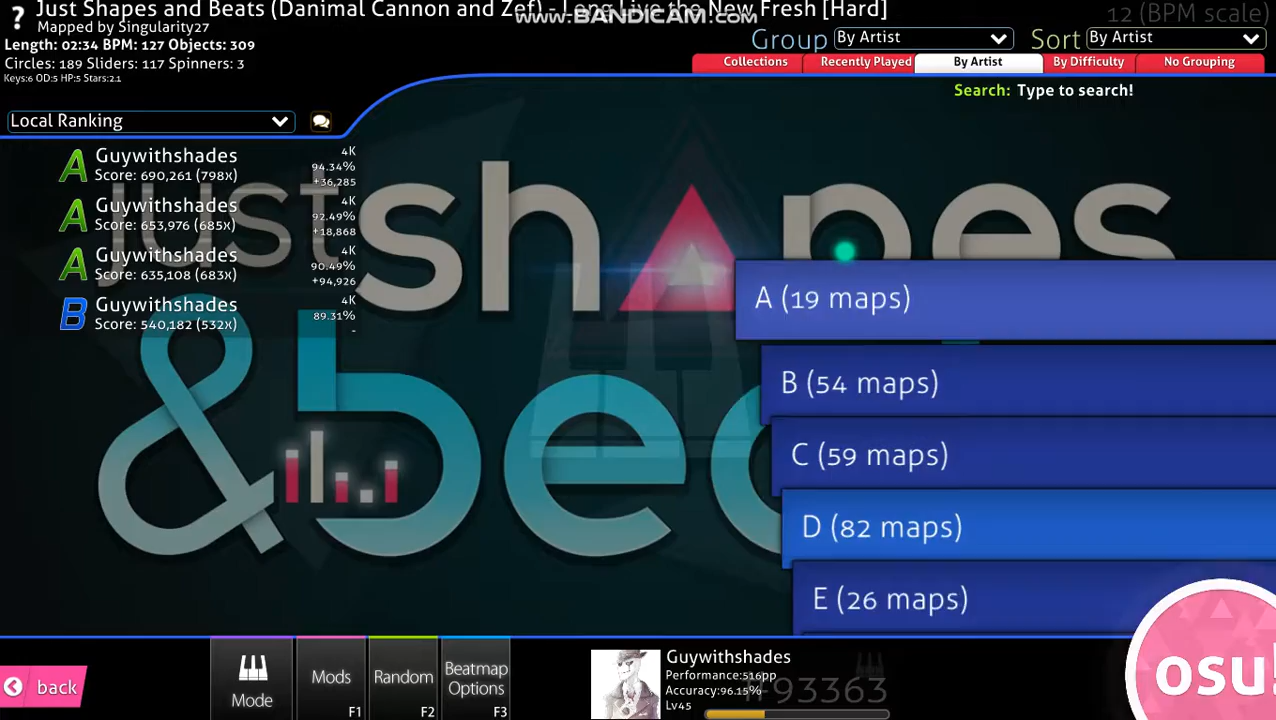 ? Just Shapes and Beats (Danimal Cannon and Zef) - Long Live the New Fresh [Hard]
www.BANDICAM.com
12 (BPM scale)
Mapped by Singularity27
Length: 02:34 BPM: 127 Objects: 309
Circles: 189 Sliders: 117 Spinners: 3
Keys:6 OD:5 HP:5 Stars:2.1
Group By Artist
Sort By Artist
Collections
Recently Played
By Artist
By Difficulty
No Grouping
Search: Type to search!
Local Ranking
A Guywithshades
Score: 690,261 (798x)
4K
94.34%
+36,285
A Guywithshades
Score: 653,976 (685x)
4K
92.49%
+18,868
A Guywithshades
Score: 635,108 (683x)
4K
90.49%
+94,926
B Guywithshades
Score: 540,182 (532x)
4K
89.31%
-
just shapes
& bea
A (19 maps)
B (54 maps)
C (59 maps)
D (82 maps)
E (26 maps)
back
Mode
Mods
F1
Random
F2
Beatmap
Options
F3
Guywithshades
Performance:516pp
Accuracy:96.15%
Lv45
#93363
osu!